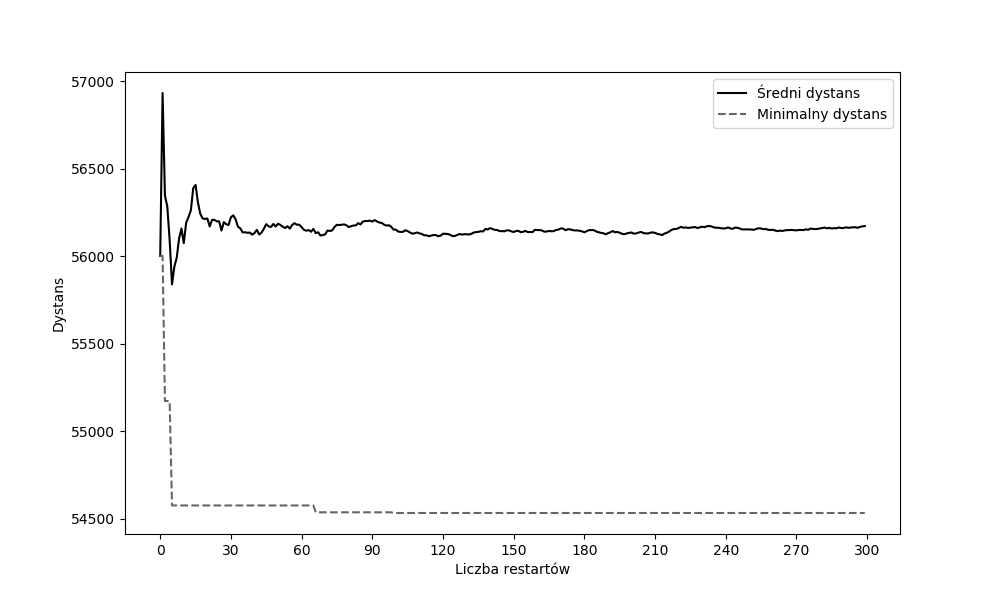 57000
56500
56000
55500
55000
54500
Dystans
Średni dystans
Minimalny dystans
0 30 60 90 120 150 180 210 240 270 300
Liczba restartów